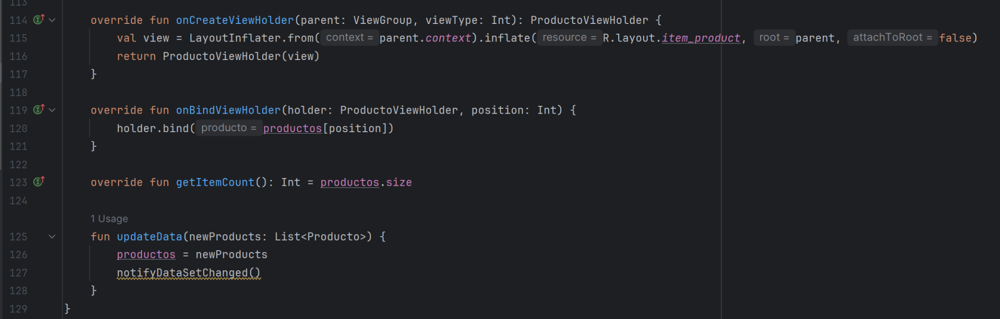 113
114 override fun onCreateViewHolder(parent: ViewGroup, viewType: Int): ProductoViewHolder {
115 val view = LayoutInflater.from( context = parent.context).inflate( resource = R.layout.item_product, root = parent, attachToRoot = false)
116 return ProductoViewHolder(view)
117 }
118
119 override fun onBindViewHolder(holder: ProductoViewHolder, position: Int) {
120 holder.bind( producto = productos[position])
121 }
122
123 override fun getItemCount(): Int = productos.size
124
1 Usage
125 fun updateData(newProducts: List<Producto>) {
126 productos = newProducts
127 notifyDataSetChanged()
128 }
129 }